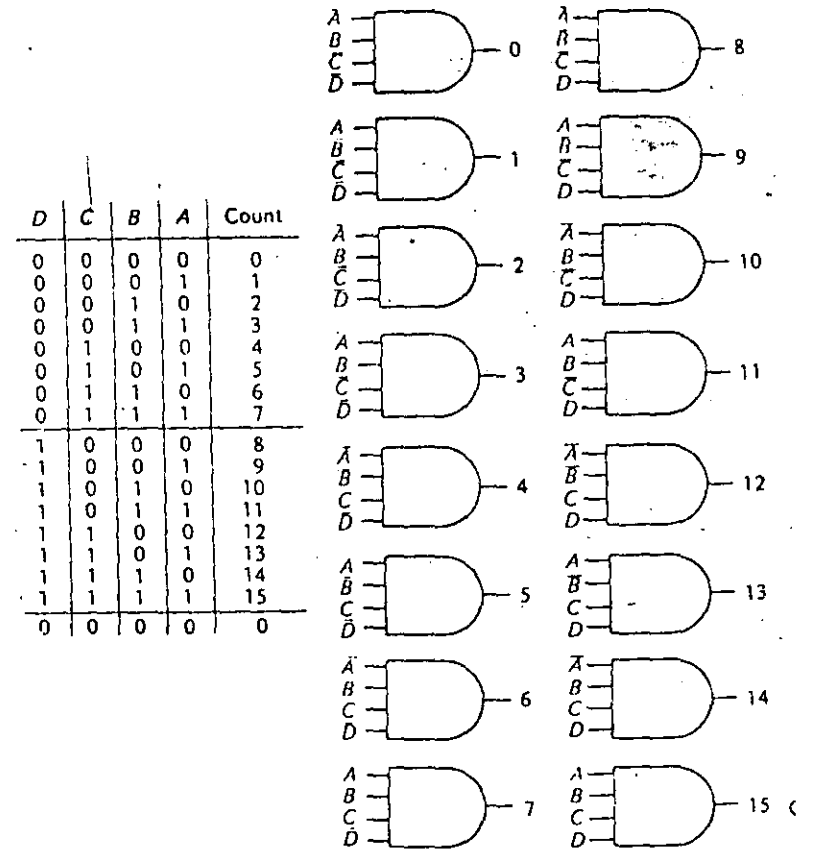 D C B A Count
0 0 0 0 0
0 0 0 1 1
0 0 1 0 2
0 0 1 1 3
0 1 0 0 4
0 1 0 1 5
0 1 1 0 6
0 1 1 1 7
1 0 0 0 8
1 0 0 1 9
1 0 1 0 10
1 0 1 1 11
1 1 0 0 12
1 1 0 1 13
1 1 1 0 14
1 1 1 1 15
0 0 0 0 0
Ā
B̄
C̄
D̄
0
A
B̄
C̄
D̄
1
Ā
B
C̄
D̄
2
A
B
C̄
D̄
3
Ā
B̄
C
D̄
4
A
B̄
C
D̄
5
Ā
B
C
D̄
6
A
B
C
D̄
7
Ā
B̄
C̄
D
8
A
B̄
C̄
D
9
Ā
B
C̄
D
10
A
B
C̄
D
11
Ā
B̄
C
D
12
A
B̄
C
D
13
Ā
B
C
D
14
A
B
C
D
15